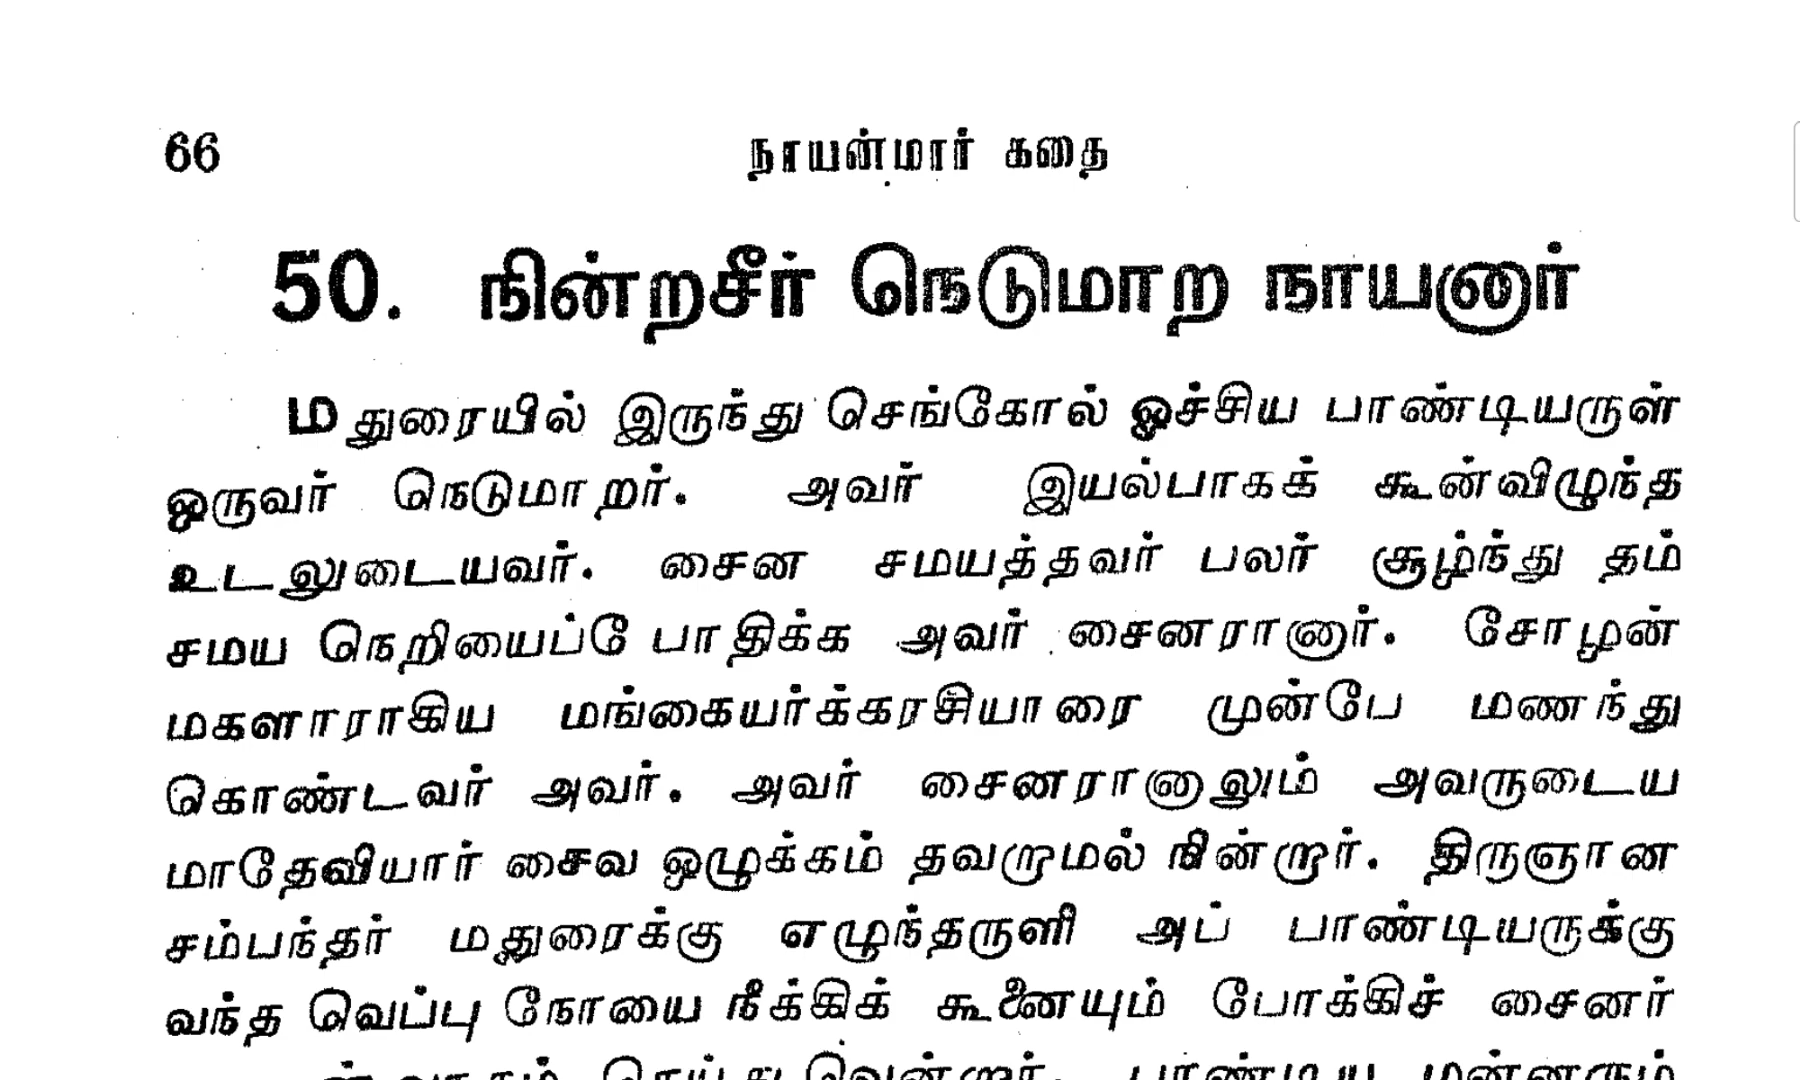 66 நாயன்மார் கதை
50. நின்றசீர் நெடுமாற நாயனார்
மதுரையில் இருந்து செங்கோல் ஓச்சிய பாண்டியருள்
ஒருவர் நெடுமாறர். அவர் இயல்பாகக் கூன்விழுந்த
உடலுடையவர். சைன சமயத்தவர் பலர் சூழ்ந்து தம்
சமய நெறியைப்போதிக்க அவர் சைனரானார். சோழன்
மகளாராகிய மங்கையர்க்கரசியாரை முன்பே மணந்து
கொண்டவர் அவர். அவர் சைனரானாலும் அவருடைய
மாதேவியார் சைவ ஒழுக்கம் தவறாமல் நின்றார். திருஞான
சம்பந்தர் மதுரைக்கு எழுந்தருளி அப் பாண்டியருக்கு
வந்த வெப்பு நோயை நீக்கிக் கூனையும் போக்கிச் சைனர்
செய்து வென்றார். பாண்டிய மன்னரும்